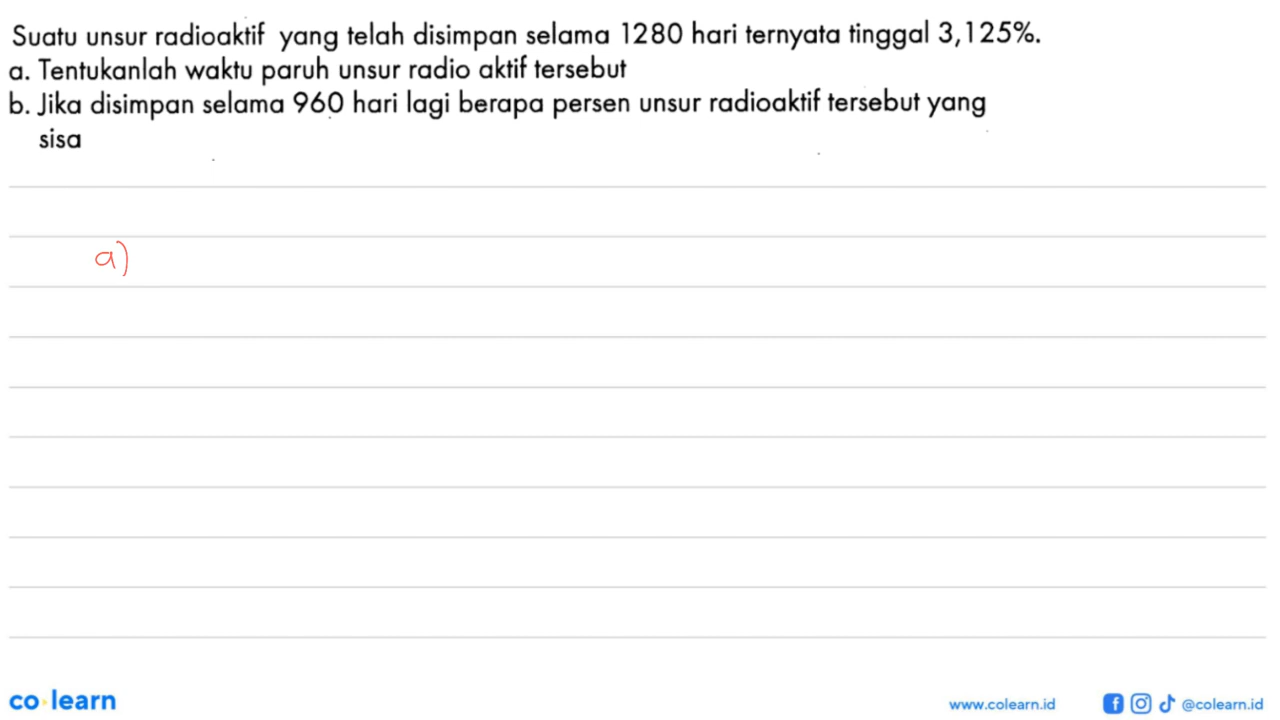 Suatu unsur radioaktif yang telah disimpan selama 1280 hari ternyata tinggal 3,125%.
a. Tentukanlah waktu paruh unsur radio aktif tersebut
b. Jika disimpan selama 960 hari lagi berapa persen unsur radioaktif tersebut yang
sisa
a)
co learn
www.colearn.id @colearn.id